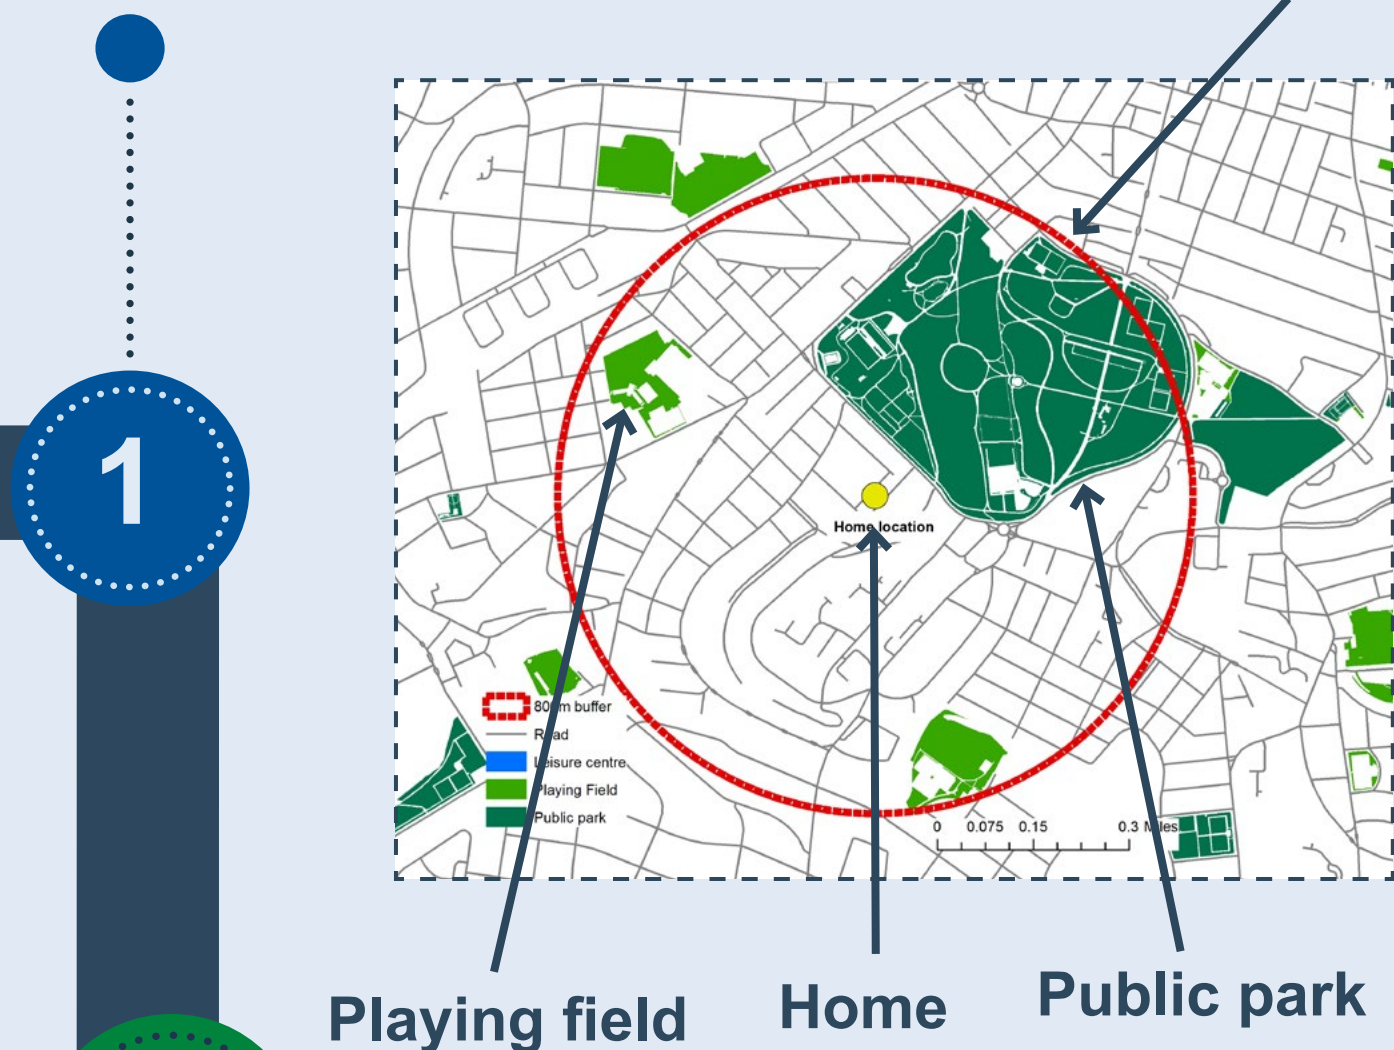 1
Home location
800m buffer
Road
Leisure centre
Playing Field
Public park
0 0.075 0.15 0.3 Miles
Playing field
Home
Public park